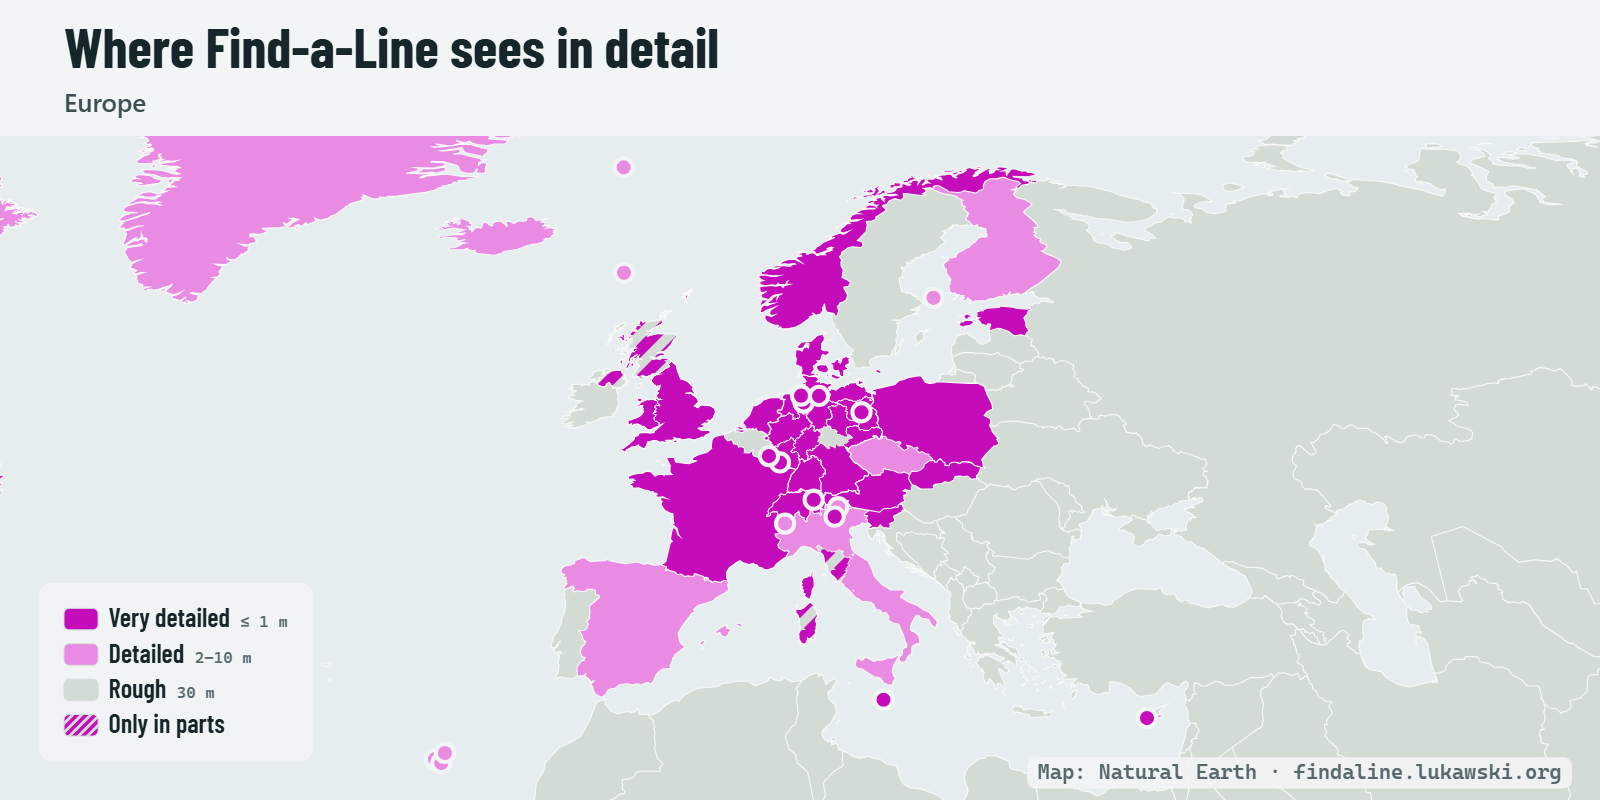 Where Find-a-Line sees in detail
Europe
Very detailed ≤ 1 m
Detailed 2–10 m
Rough 30 m
Only in parts
Map: Natural Earth · findaline.lukawski.org